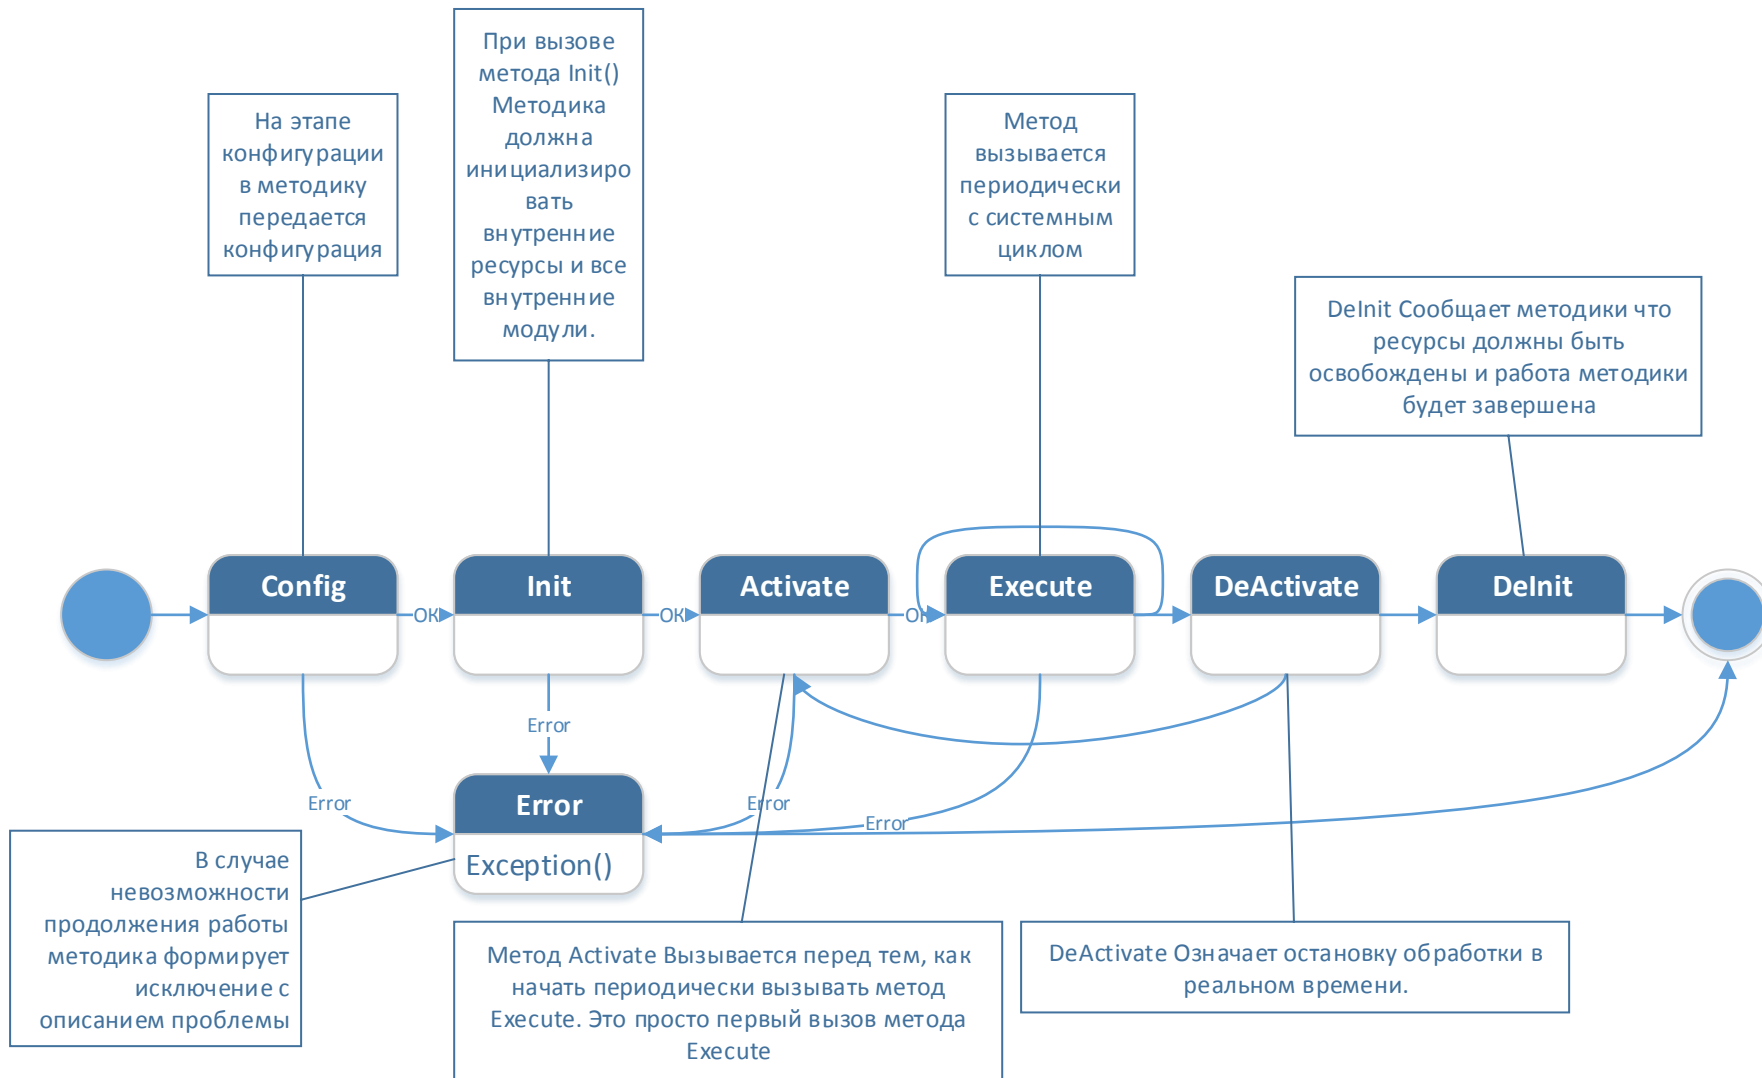 При вызове
метода Init()
Методика
должна
инициализиро
вать
внутренние
ресурсы и все
внутренние
модули.
На этапе
конфигурации
в методику
передается
конфигурация
Метод
вызывается
периодически
с системным
циклом
DeInit Сообщает методики что
ресурсы должны быть
освобождены и работа методики
будет завершена
Config
Init
Activate
Execute
DeActivate
DeInit
ОК
ОК
ОК
Error
Error
Error
Error
Error
Exception()
В случае
невозможности
продолжения работы
методика формирует
исключение с
описанием проблемы
Метод Activate Вызывается перед тем, как
начать периодически вызывать метод
Execute. Это просто первый вызов метода
Execute
DeActivate Означает остановку обработки в
реальном времени.